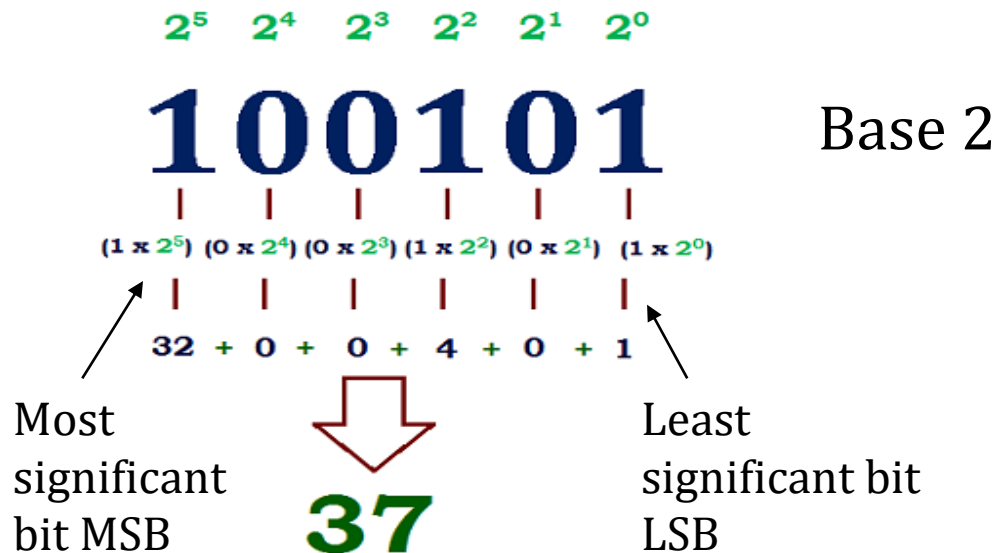 2⁵ 2⁴ 2³ 2² 2¹ 2⁰
100101
Base 2
(1 x 2⁵) (0 x 2⁴) (0 x 2³) (1 x 2²) (0 x 2¹) (1 x 2⁰)
32 + 0 + 0 + 4 + 0 + 1
Most
significant
bit MSB
37
Least
significant bit
LSB